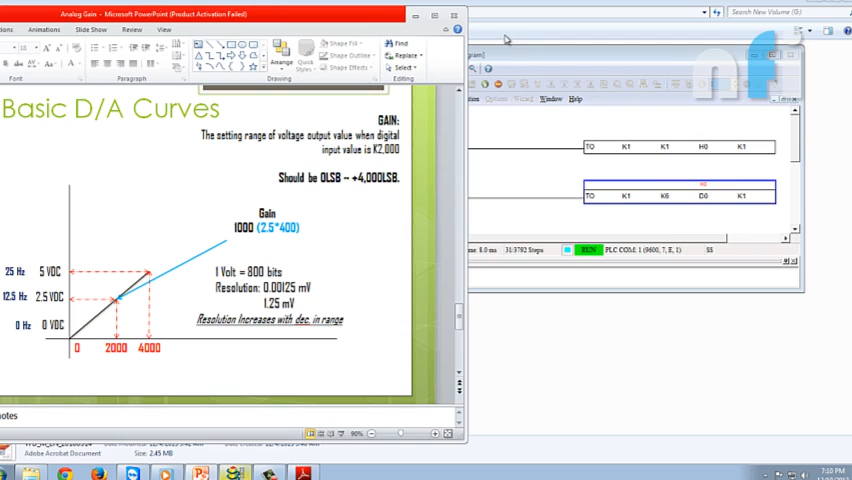 Analog Gain - Microsoft PowerPoint (Product Activation Failed)
Search New Volume (G:)
Animations Slide Show Review View
Arrange
Quick Styles
Shape Fill
Shape Outline
Shape Effects
Find
Replace
Select
Font Paragraph Drawing Editing
Basic D/A Curves
GAIN:
The setting range of voltage output value when digital
input value is K2,000
Should be 0LSB ~ +4,000LSB.
Gain
1000 (2.5*400)
25 Hz 5 VDC
12.5 Hz 2.5 VDC
0 Hz 0 VDC
0 2000 4000
1 Volt = 800 bits
Resolution: 0.00125 mV
1.25 mV
Resolution Increases with dec. in range
notes
90%
gram]
Options Wizard Window Help
TO K1 K1 H0 K1
H0
TO K1 K6 D0 K1
me: 8.0 ms 31:3792 Steps RUN PLC COM: 1 (9600, 7, E, 1) SS
Adobe Acrobat Document 2.45 MB
7:10 PM
nfi